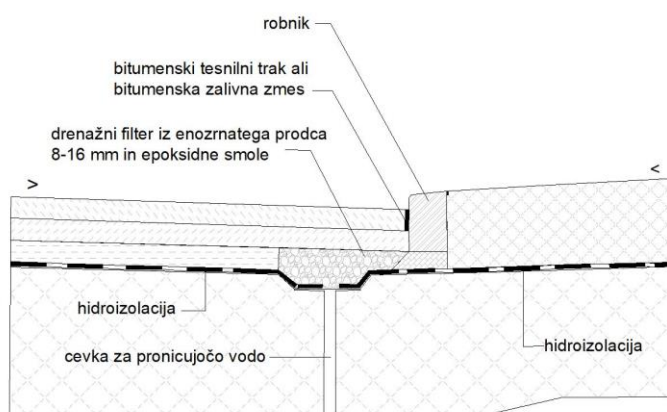 robnik
bitumenski tesnilni trak ali
bitumenska zalivna zmes
drenažni filter iz enozrnatega prodca
8-16 mm in epoksidne smole
>
<
hidroizolacija
cevka za pronicujočo vodo
hidroizolacija